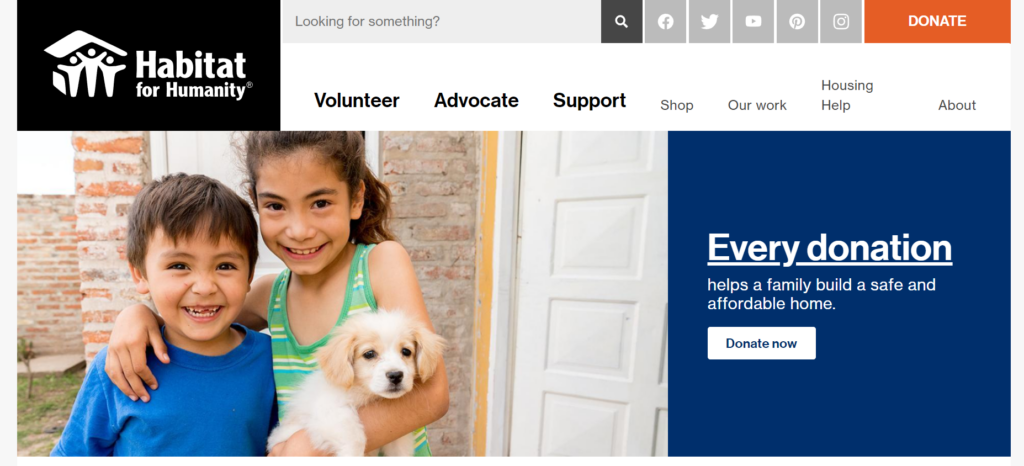 Looking for something?
DONATE
Habitat
for Humanity®
Volunteer
Advocate
Support
Shop
Our work
Housing
Help
About
Every donation
helps a family build a safe and
affordable home.
Donate now